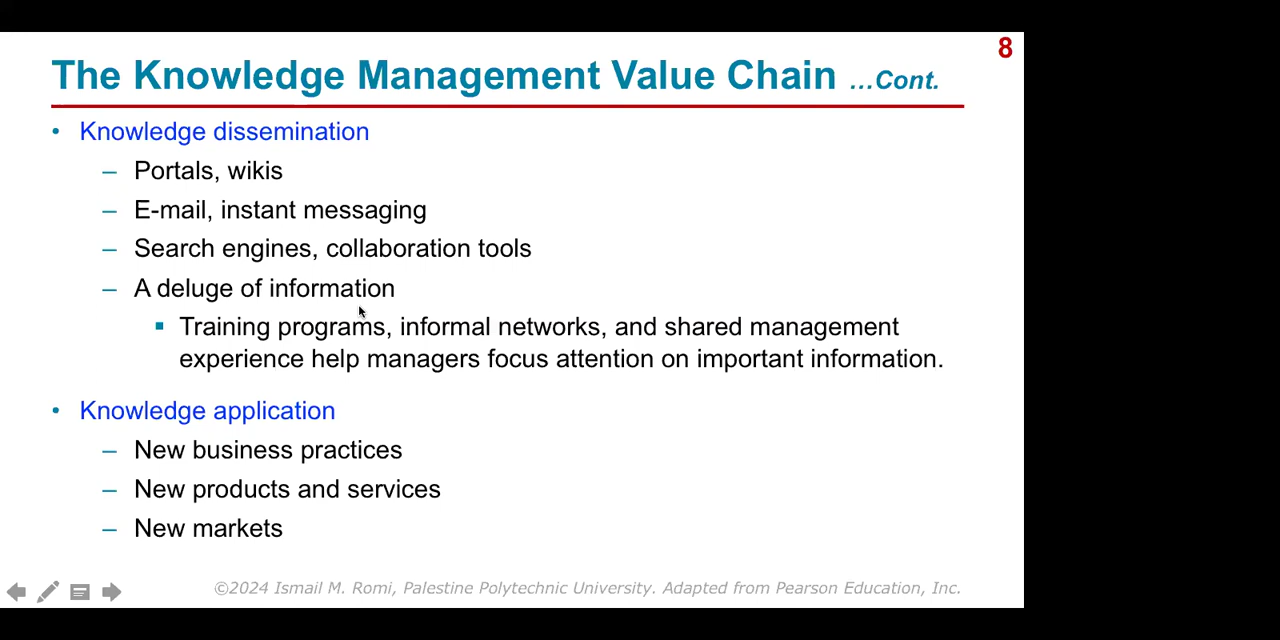 8
The Knowledge Management Value Chain …Cont.
• Knowledge dissemination
– Portals, wikis
– E-mail, instant messaging
– Search engines, collaboration tools
– A deluge of information
▪ Training programs, informal networks, and shared management
experience help managers focus attention on important information.
• Knowledge application
– New business practices
– New products and services
– New markets
©2024 Ismail M. Romi, Palestine Polytechnic University. Adapted from Pearson Education, Inc.